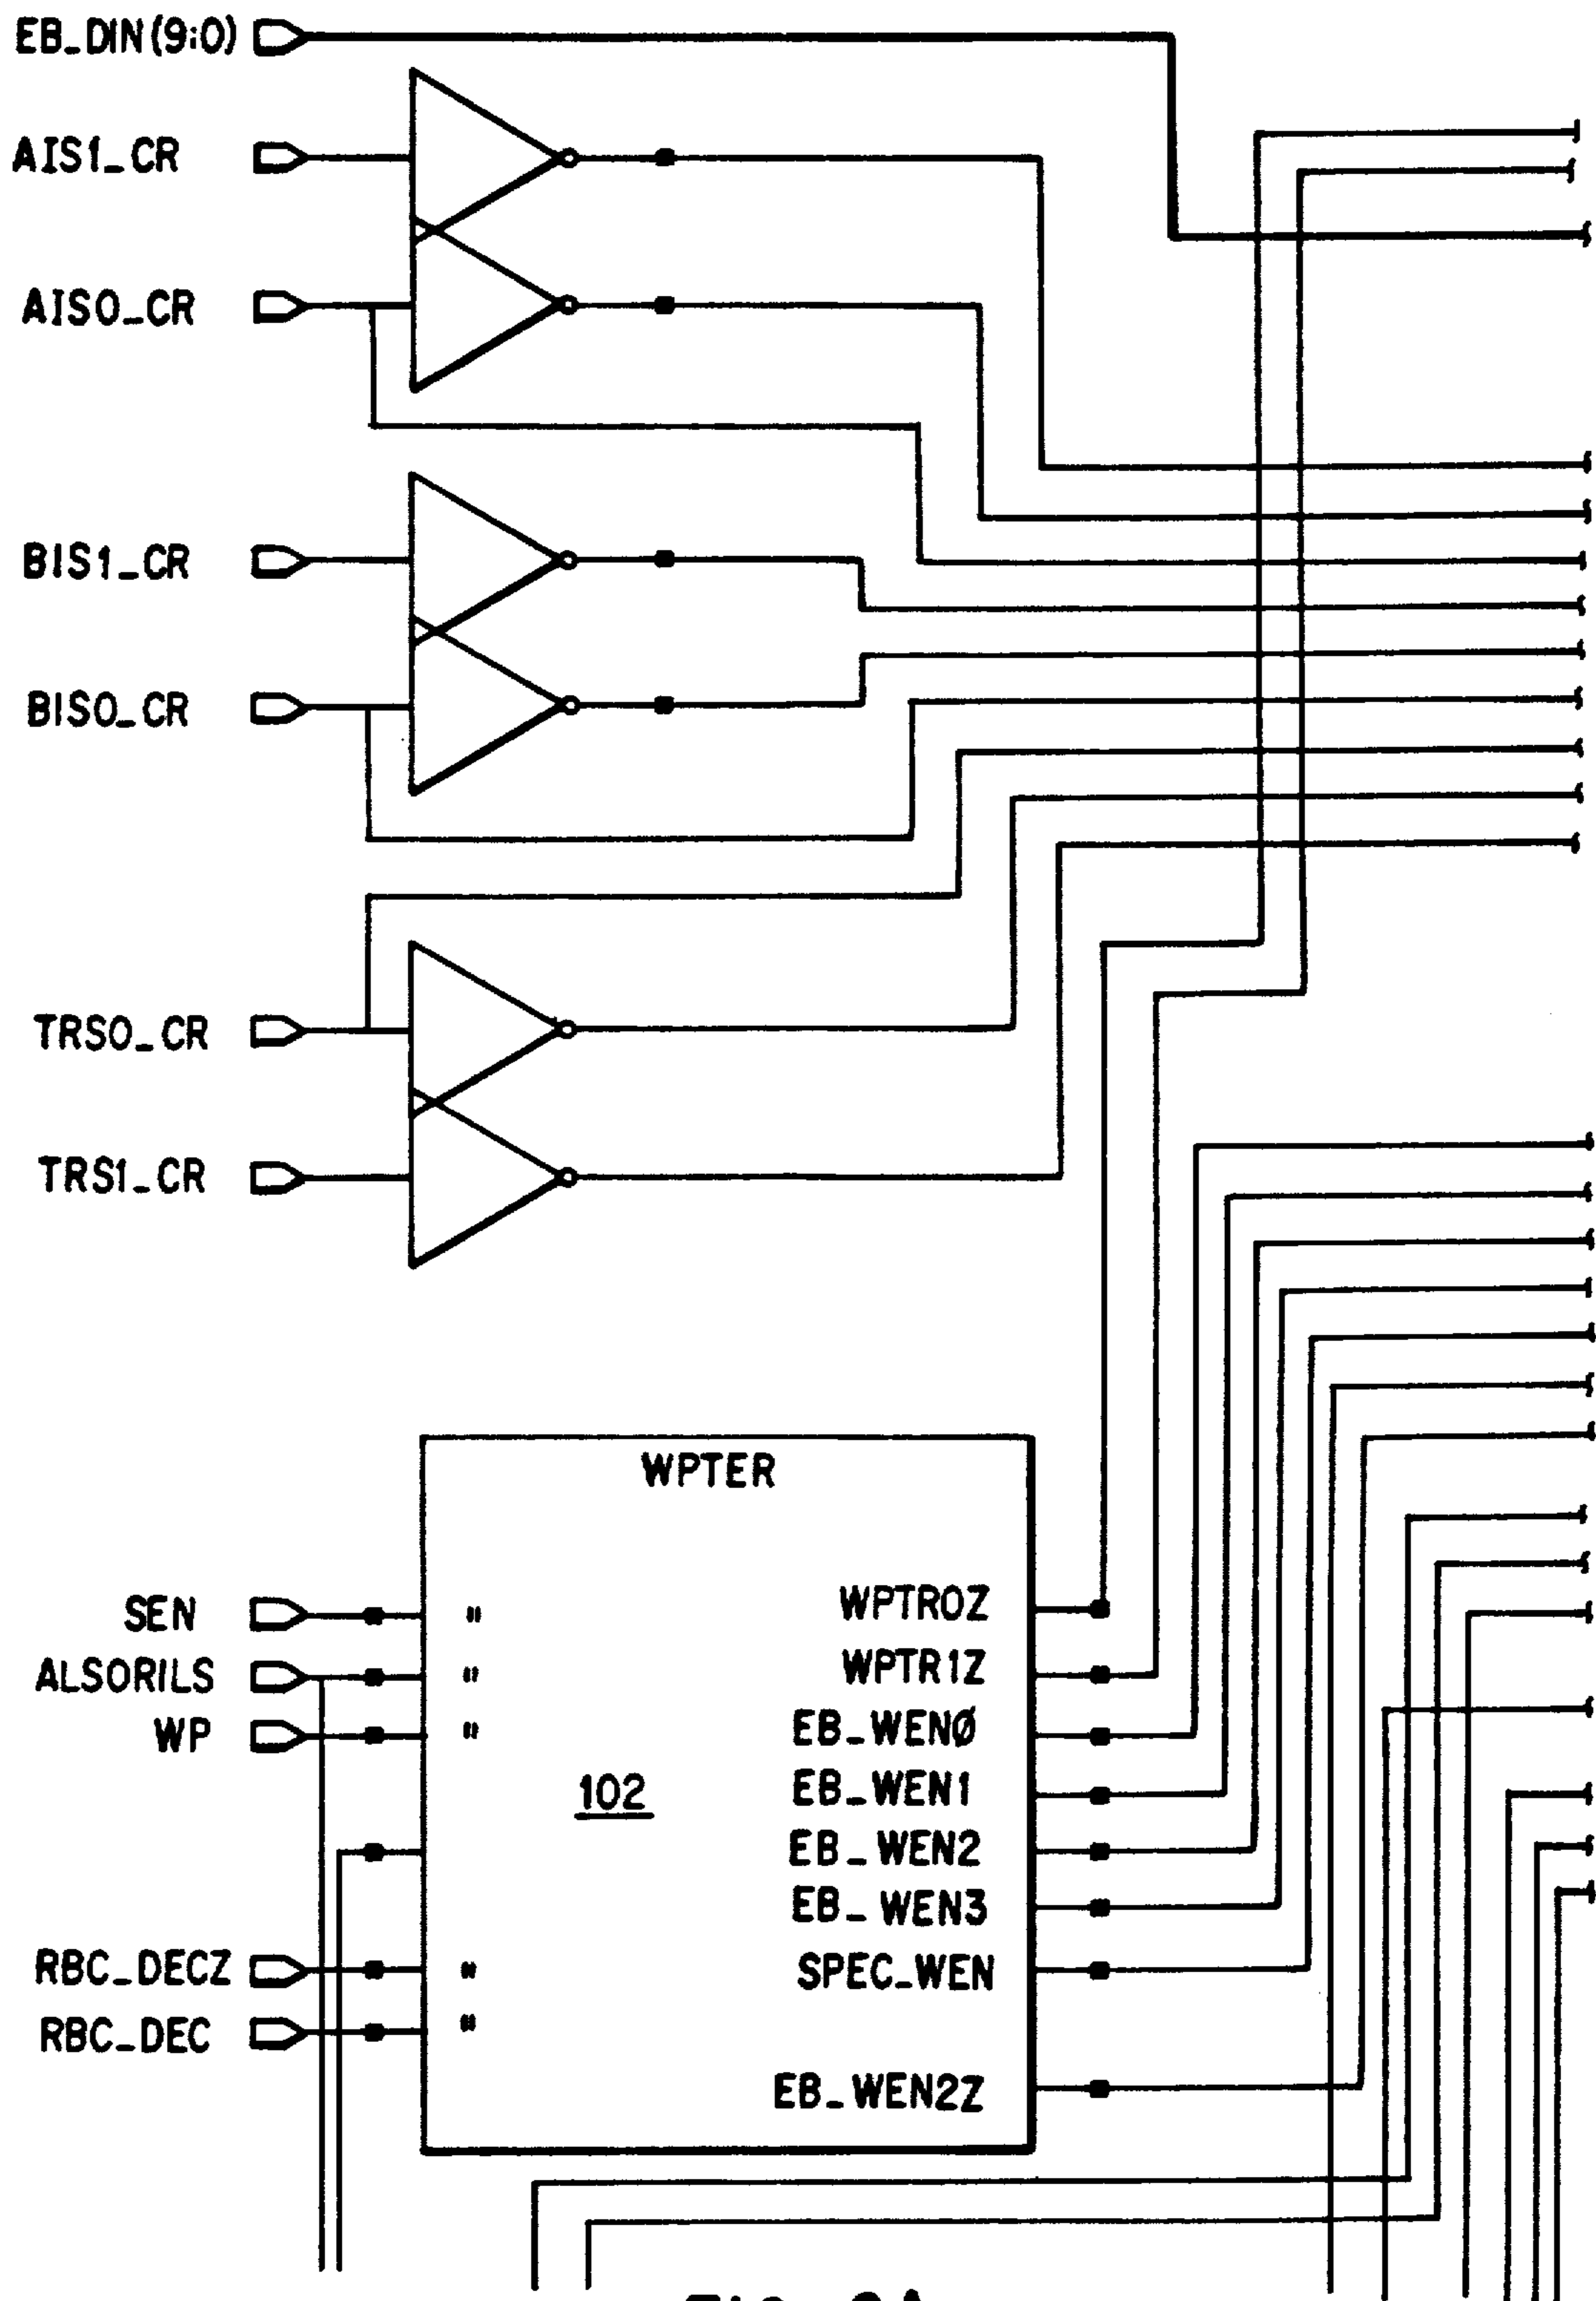 EB_DIN(9:0)
AIS1_CR
AIS0_CR
BIS1_CR
BIS0_CR
TRS0_CR
TRS1_CR
WPTER
SEN
ALSORILS
WP
RBC_DECZ
RBC_DEC
"
"
"
"
"
102
WPTR0Z
WPTR1Z
EB_WENØ
EB_WEN1
EB_WEN2
EB_WEN3
SPEC_WEN
EB_WEN2Z